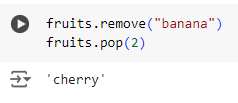 fruits.remove("banana")
fruits.pop(2)
'cherry'